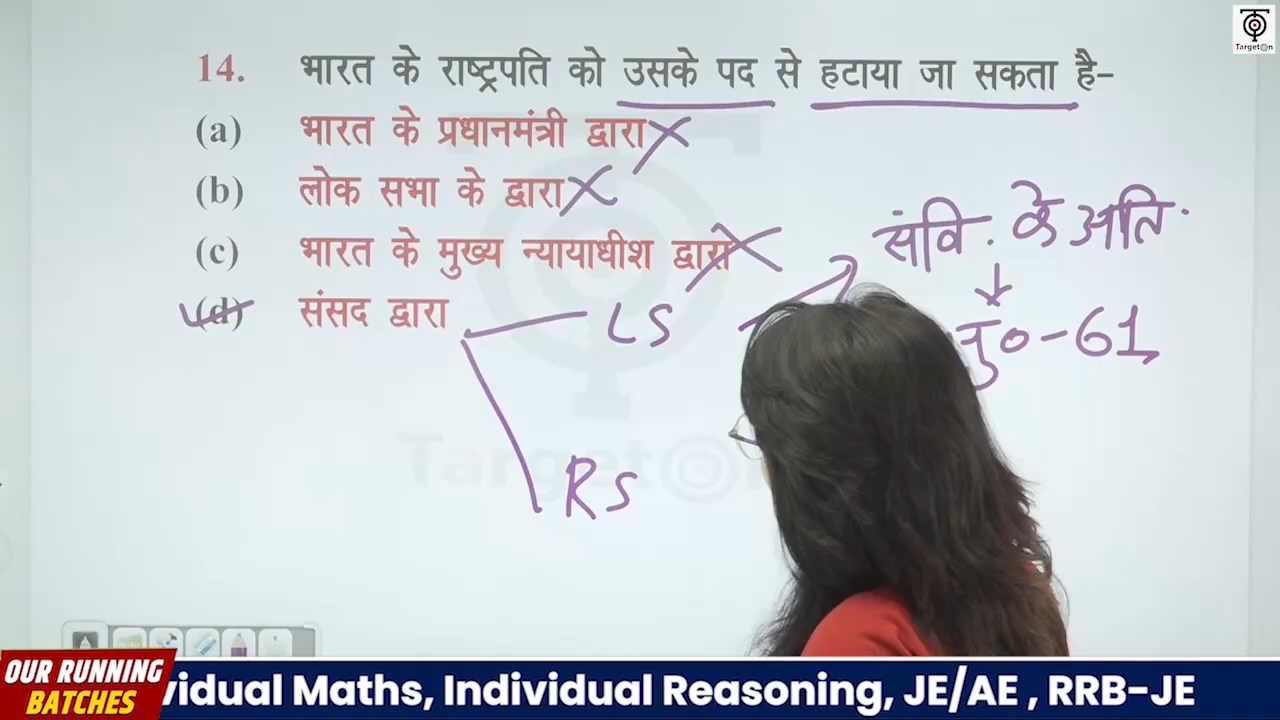 TargetOn
14. भारत के राष्ट्रपति को उसके पद से हटाया जा सकता है–
(a) भारत के प्रधानमंत्री द्वारा
(b) लोक सभा के द्वारा
(c) भारत के मुख्य न्यायाधीश द्वारा
(d) संसद द्वारा
LS
RS
संवि. के अति.
अनु०-61
OUR RUNNING
BATCHES
vidual Maths, Individual Reasoning, JE/AE , RRB-JE